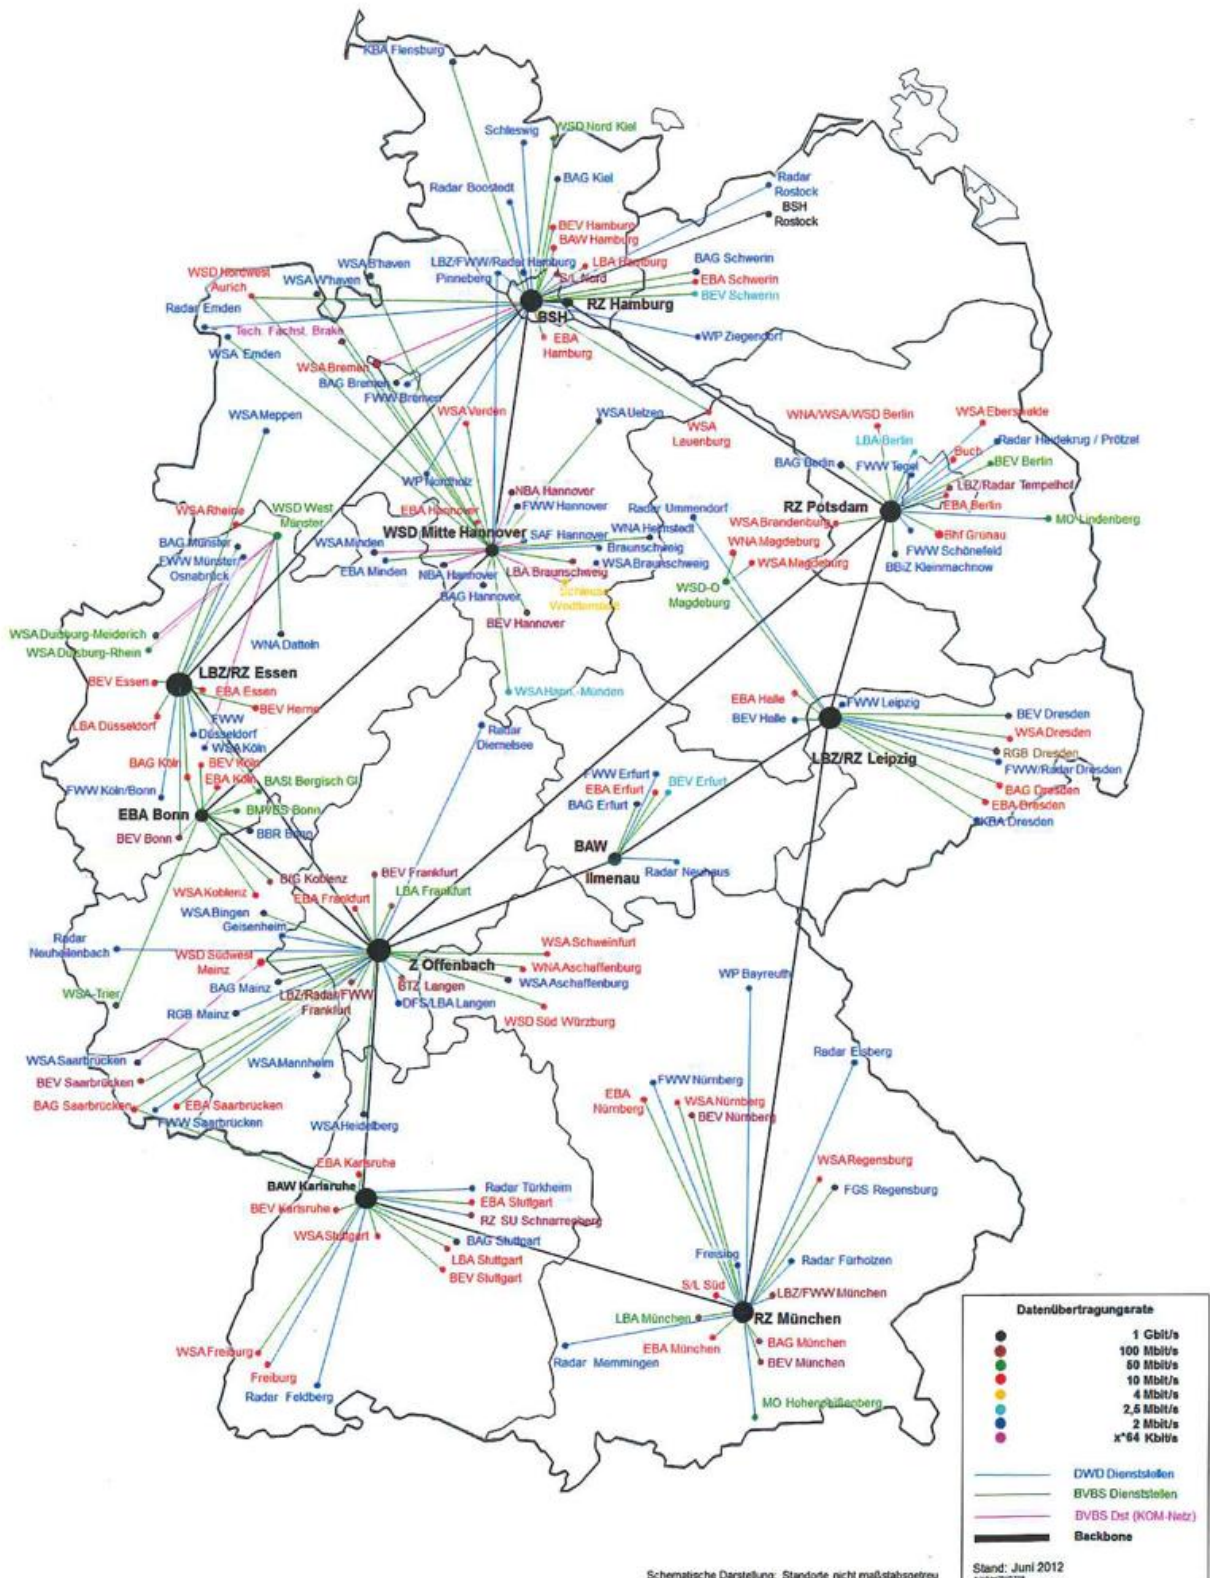 KBA Flensburg
Schleswig
WSD Nord Kiel
BAG Kiel
Radar Boostedt
Radar
Rostock
BSH
Rostock
BEV Hamburg
BAW Hamburg
LBZ/FWW/Radar Hamburg
LBA Hamburg
Pinneberg
S/L Nord
BAG Schwerin
EBA Schwerin
BEV Schwerin
WSD Nordwest
Aurich
WSA W'haven
WSA B'haven
Radar Emden
Tech. Fachst. Brake
WSA Emden
BSH
RZ Hamburg
EBA
Hamburg
WP Ziegendorf
WSA Bremen
BAG Bremen
FWW Bremen
WSA Meppen
WSA Verden
WSA Uelzen
WSA
Lauenburg
WNA/WSA/WSD Berlin
WSA Eberswalde
LBA Berlin
Radar Heidekrug / Prötzel
Buch
BAG Berlin
FWW Tegel
BEV Berlin
LBZ/Radar Tempelhof
EBA Berlin
RZ Potsdam
MO Lindenberg
WSA Brandenburg
Bhf Grunau
FWW Schönefeld
BBiZ Kleinmachnow
WP Nordholz
NBA Hannover
EBA Hannover
FWW Hannover
Radar Ummendorf
WSD Mitte Hannover
SAF Hannover
WNA Helmstedt
Braunschweig
WSA Braunschweig
WNA Magdeburg
WSA Magdeburg
WSD-O
Magdeburg
WSA Rheine
WSD West
Münster
BAG Münster
FWW Münster/
Osnabrück
WSA Minden
EBA Minden
NBA Hannover
LBA Braunschweig
BAG Hannover
Schleuse
BEV Hannover
WSA Duisburg-Meiderich
WSA Duisburg-Rhein
WNA Datteln
LBZ/RZ Essen
BEV Essen
EBA Essen
BEV Herne
LBA Düsseldorf
FWW
Düsseldorf
WSA Köln
WSA Hann.-Münden
Radar
Diemelsee
EBA Halle
BEV Halle
FWW Leipzig
LBZ/RZ Leipzig
BEV Dresden
WSA Dresden
RGB Dresden
FWW/Radar Dresden
BAG Dresden
EBA Dresden
KBA Dresden
BAG Köln
BEV Köln
EBA Köln
BASt Bergisch Gl
FWW Köln/Bonn
EBA Bonn
BMVBS Bonn
BEV Bonn
BBR Bonn
FWW Erfurt
BEV Erfurt
EBA Erfurt
BAG Erfurt
BAW
Ilmenau
Radar Neuhaus
BfG Koblenz
WSA Koblenz
BEV Frankfurt
EBA Frankfurt
LBA Frankfurt
WSA Bingen
Geisenheim
Radar
Neuheilenbach
WSD Südwest
Mainz
BAG Mainz
RGB Mainz
LBZ/Radar/FWW
Frankfurt
Z Offenbach
BTZ Langen
DFS/LBA Langen
WSA Schweinfurt
WNA Aschaffenburg
WSA Aschaffenburg
WSD Süd Würzburg
WSA-Trier
WSA Saarbrücken
BEV Saarbrücken
BAG Saarbrücken
EBA Saarbrücken
FWW Saarbrücken
WSA Mannheim
WSA Heidelberg
WP Bayreuth
Radar Eisberg
FWW Nürnberg
EBA
Nürnberg
WSA Nürnberg
BEV Nürnberg
WSA Regensburg
FGS Regensburg
EBA Karlsruhe
BAW Karlsruhe
BEV Karlsruhe
WSA Stuttgart
Radar Türkheim
EBA Stuttgart
RZ SU Schnarrenberg
BAG Stuttgart
LBA Stuttgart
BEV Stuttgart
Freising
Radar Fürholzen
S/L Süd
LBZ/FWW München
LBA München
RZ München
EBA München
BAG München
BEV München
Radar Memmingen
MO Hohenpeißenberg
WSA Freiburg
Freiburg
Radar Feldberg
Datenübertragungsrate
1 Gbit/s
100 Mbit/s
50 Mbit/s
10 Mbit/s
4 Mbit/s
2,5 Mbit/s
2 Mbit/s
x*64 Kbit/s
DWD Dienststellen
BVBS Dienststellen
BVBS Dst (KOM-Netz)
Backbone
Stand: Juni 2012
Schematische Darstellung: Standorte nicht maßstabsgetreu